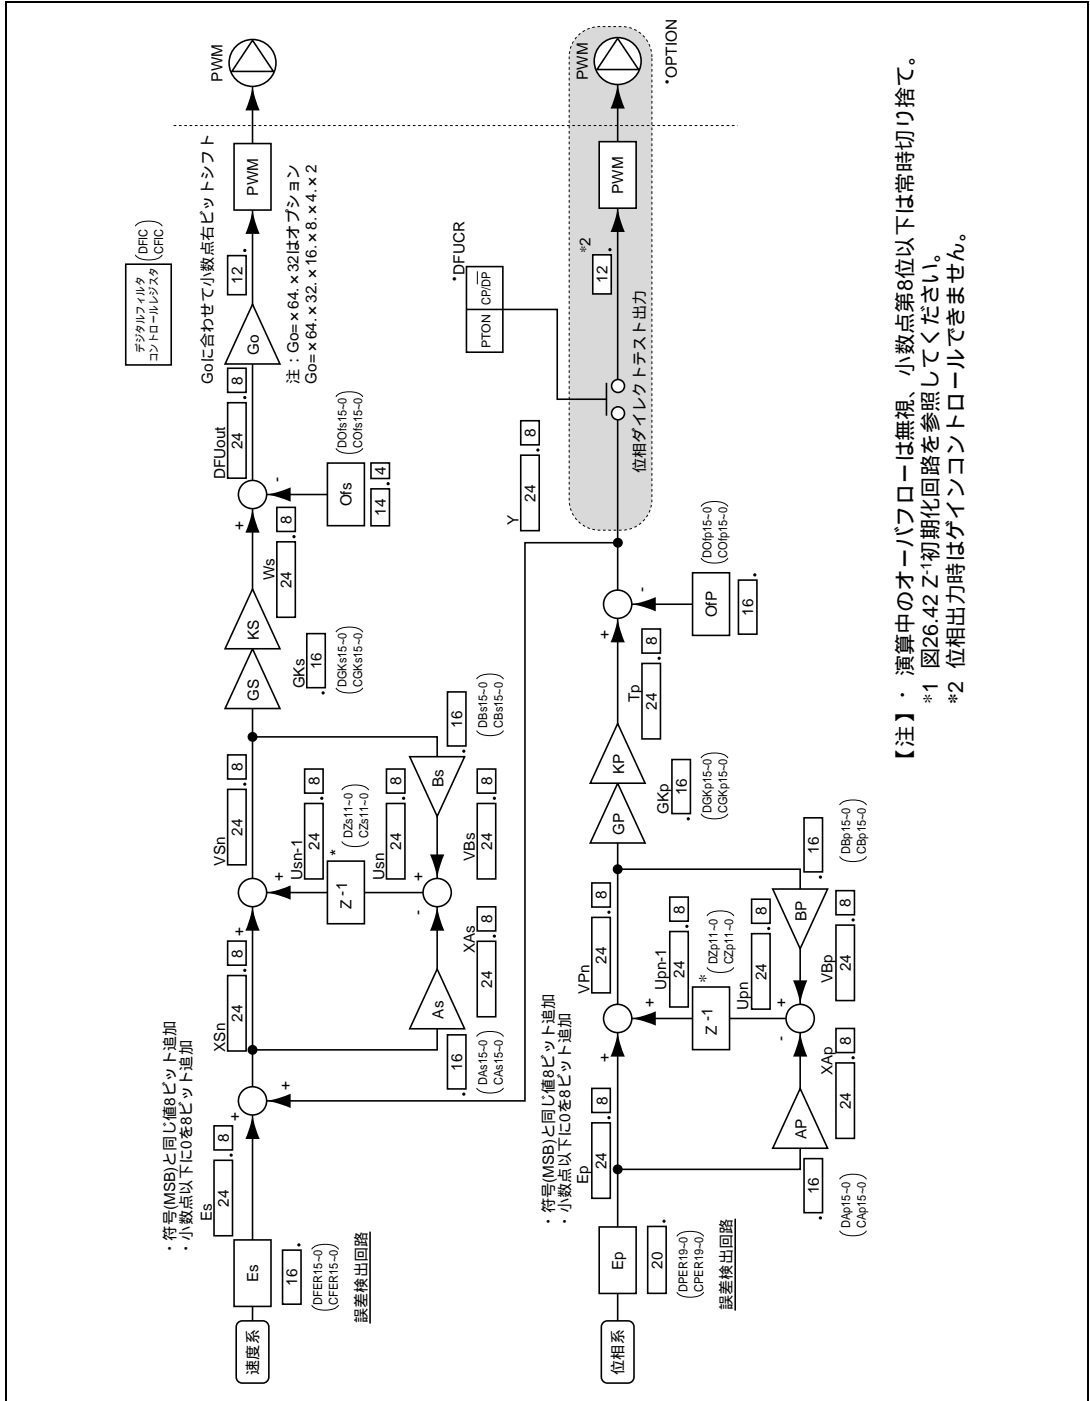 ・符号(MSB)と同じ値8ビット追加
・小数点以下に0を8ビット追加
速度系
Es
16.
(DFER15~0)
(CFER15~0)
誤差検出回路
Es
24.8
+
+
XSn
24.8
+
VSn
24.8
+
Usn-1
24.8
*
Z-1
(DZs11~0)
(CZs11~0)
Usn
24.8
-
+
As
.16
(DAs15~0)
(CAs15~0)
XAs
24.8
VBs
24.8
Bs
.16
(DBs15~0)
(CBs15~0)
GS
KS
GKs
.16
(DGKs15~0)
(CGKs15~0)
Ws
24.8
+
-
Ofs
14.4
(DOfs15~0)
(COfs15~0)
DFUout
24.8
Go
12.
PWM
PWM
デジタルフィルタ
コントロールレジスタ
(DFIC)
(CFIC)
Goに合わせて小数点右ビットシフト
注：Go=×64.×32はオプション
Go=×64.×32.×16.×8.×4.×2
・符号(MSB)と同じ値8ビット追加
・小数点以下に0を8ビット追加
位相系
Ep
20.
(DPER19~0)
(CPER19~0)
誤差検出回路
Ep
24.8
+
VPn
24.8
+
Upn-1
24.8
*
Z-1
(DZp11~0)
(CZp11~0)
Upn
24.8
-
+
AP
.16
(DAp15~0)
(CAp15~0)
XAp
24.8
VBp
24.8
BP
.16
(DBp15~0)
(CBp15~0)
GP
KP
GKp
.16
(DGKp15~0)
(CGKp15~0)
Tp
24.8
+
-
OfP
16.
(DOfp15~0)
(COfp15~0)
Y
24.8
*DFUCR
PTON CP/DP
位相ダイレクトテスト出力
12.
*2
PWM
PWM
*OPTION
【注】・ 演算中のオーバフローは無視、小数点第8位以下は常時切り捨て。
*1 図26.42 Z-1初期化回路を参照してください。
*2 位相出力時はゲインコントロールできません。